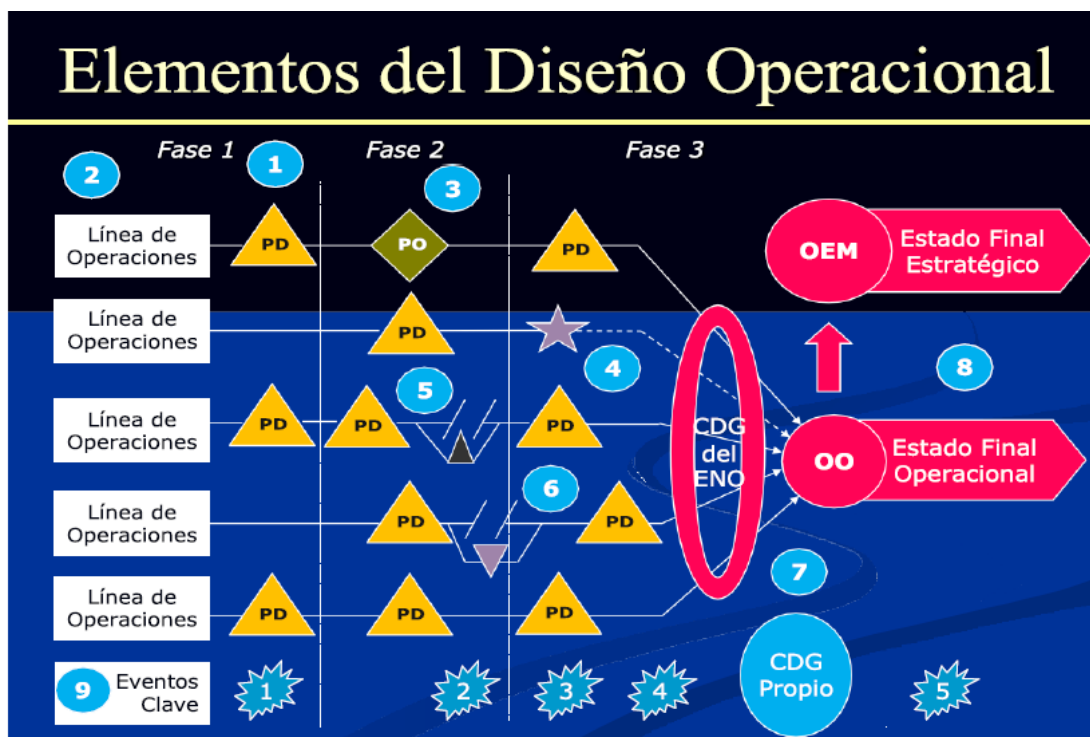 Elementos del Diseño Operacional
Fase 1
Fase 2
Fase 3
1
2
3
Línea de
Operaciones
PD
PO
PD
OEM
Estado Final
Estratégico
Línea de
Operaciones
PD
4
8
5
Línea de
Operaciones
PD
PD
PD
CDG
del
ENO
OO
Estado Final
Operacional
6
Línea de
Operaciones
PD
PD
7
Línea de
Operaciones
PD
PD
PD
9
Eventos
Clave
1
2
3
4
CDG
Propio
5